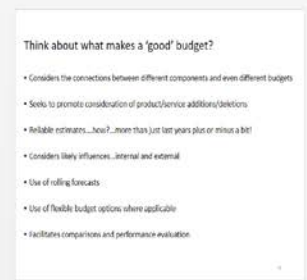 Think about what makes a 'good' budget?
• Considers the connections between different components and even different budgets
• Seeks to promote consideration of product/service additions/deletions
• Reliable estimates....how?...more than just last years plus or minus a bit!
• Considers likely influences...internal and external
• Use of rolling forecasts
• Use of flexible budget options where applicable
• Facilitates comparisons and performance evaluation